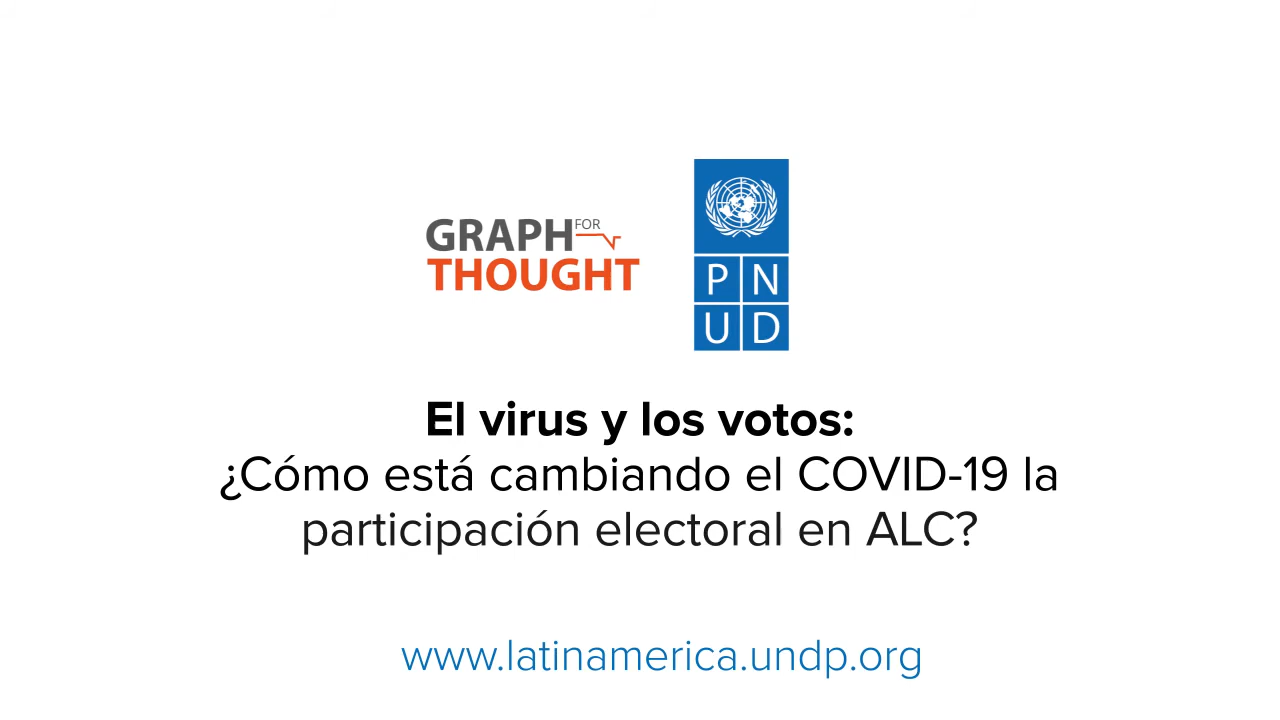 GRAPH FOR
THOUGHT
P N
U D
El virus y los votos:
¿Cómo está cambiando el COVID-19 la
participación electoral en ALC?
www.latinamerica.undp.org